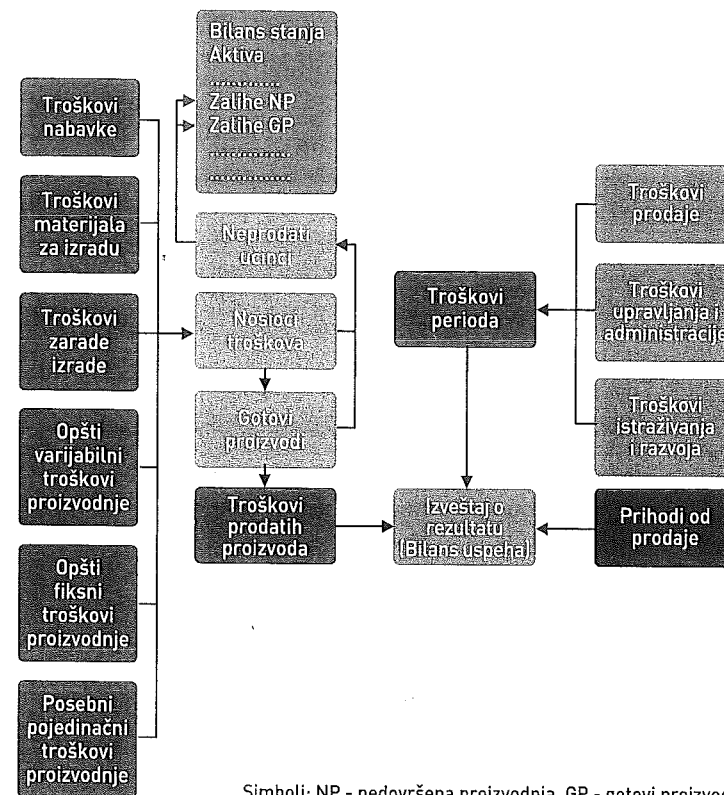 Bilans stanja
Aktiva
..............
Zalihe NP
Zalihe GP
..............
..............
Troškovi
nabavke
Troškovi
materijala
za izradu
Troškovi
zarade
izrade
Opšti
varijabilni
troškovi
proizvodnje
Opšti
fiksni
troškovi
proizvodnje
Posebni
pojedinačni
troškovi
proizvodnje
Neprodati
učinci
Nosioci
troškova
Gotovi
proizvodi
Troškovi
prodatih
proizvoda
Troškovi
perioda
Izveštaj o
rezultatu
(Bilans uspeha)
Troškovi
prodaje
Troškovi
upravljanja i
administracije
Troškovi
istraživanja
i razvoja
Prihodi od
prodaje
Simboli: NP - nedovršena proizvodnja, GP - gotovi